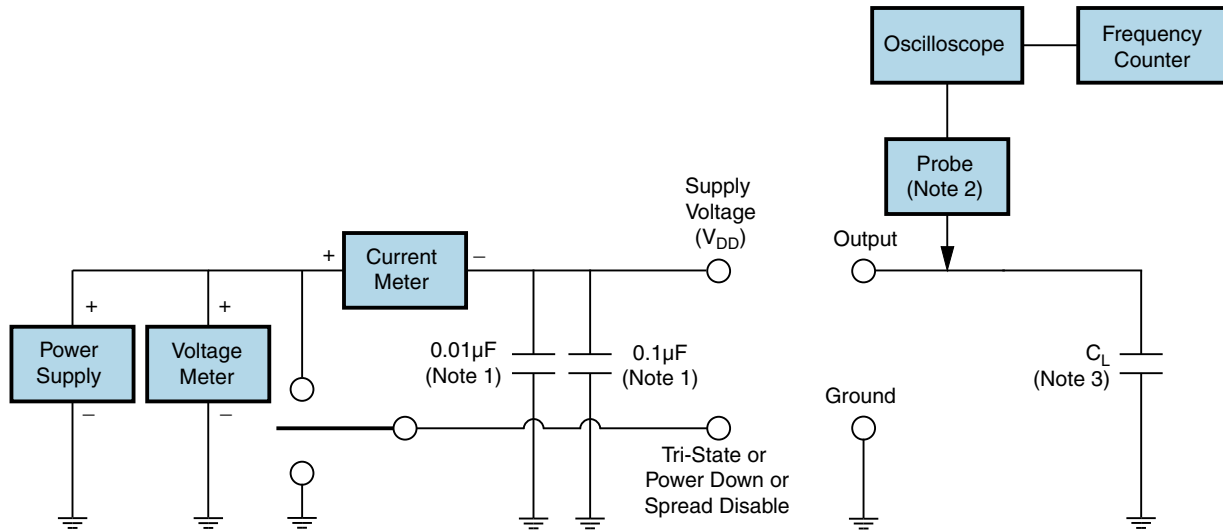 Oscilloscope
Frequency
Counter
Probe
(Note 2)
Supply
Voltage
(VDD)
Output
+
Current
Meter
–
+
+
Power
Supply
Voltage
Meter
–
–
0.01µF
(Note 1)
0.1µF
(Note 1)
CL
(Note 3)
Ground
Tri-State or
Power Down or
Spread Disable